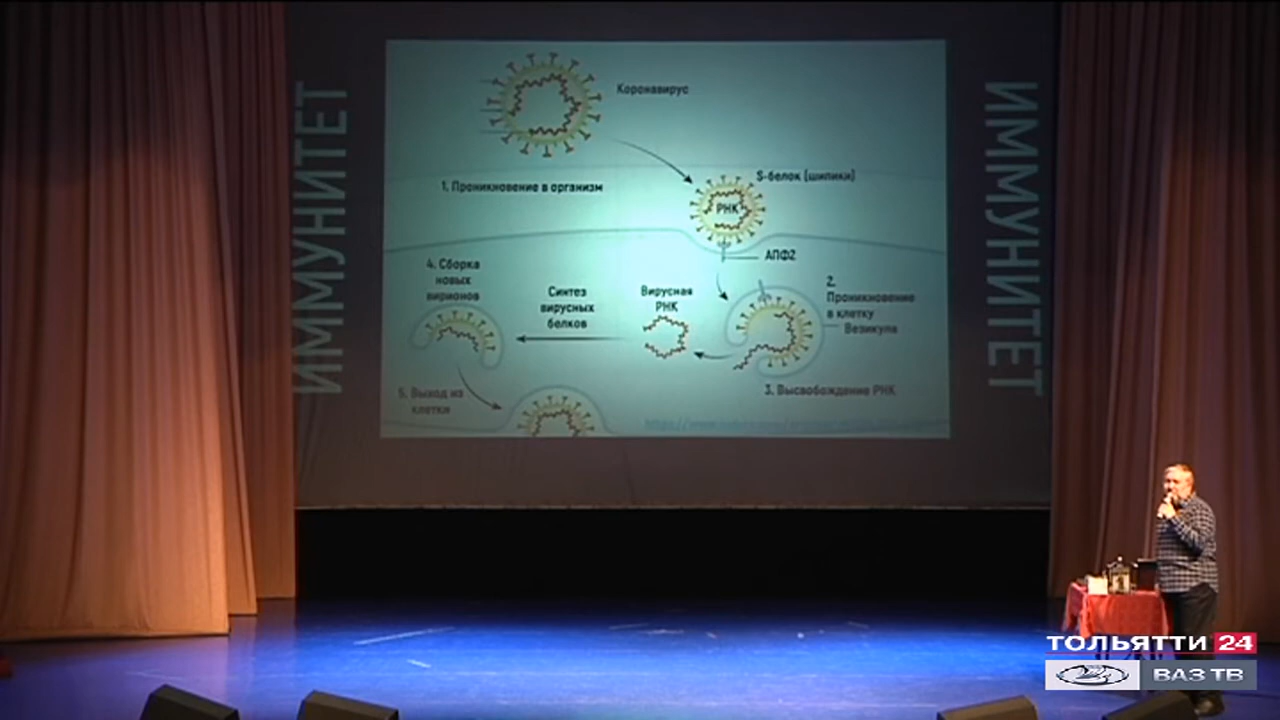 ИММУНИТЕТ
Коронавирус
1. Проникновение в организм
S-белок (шипики)
РНК
АПФ2
4. Сборка
новых
вирионов
Синтез
вирусных
белков
Вирусная
РНК
2.
Проникновение
в клетку
Везикула
3. Высвобождение РНК
5. Выход из
клетки
ИММУНИТЕТ
ТОЛЬЯТТИ 24
ВАЗ ТВ